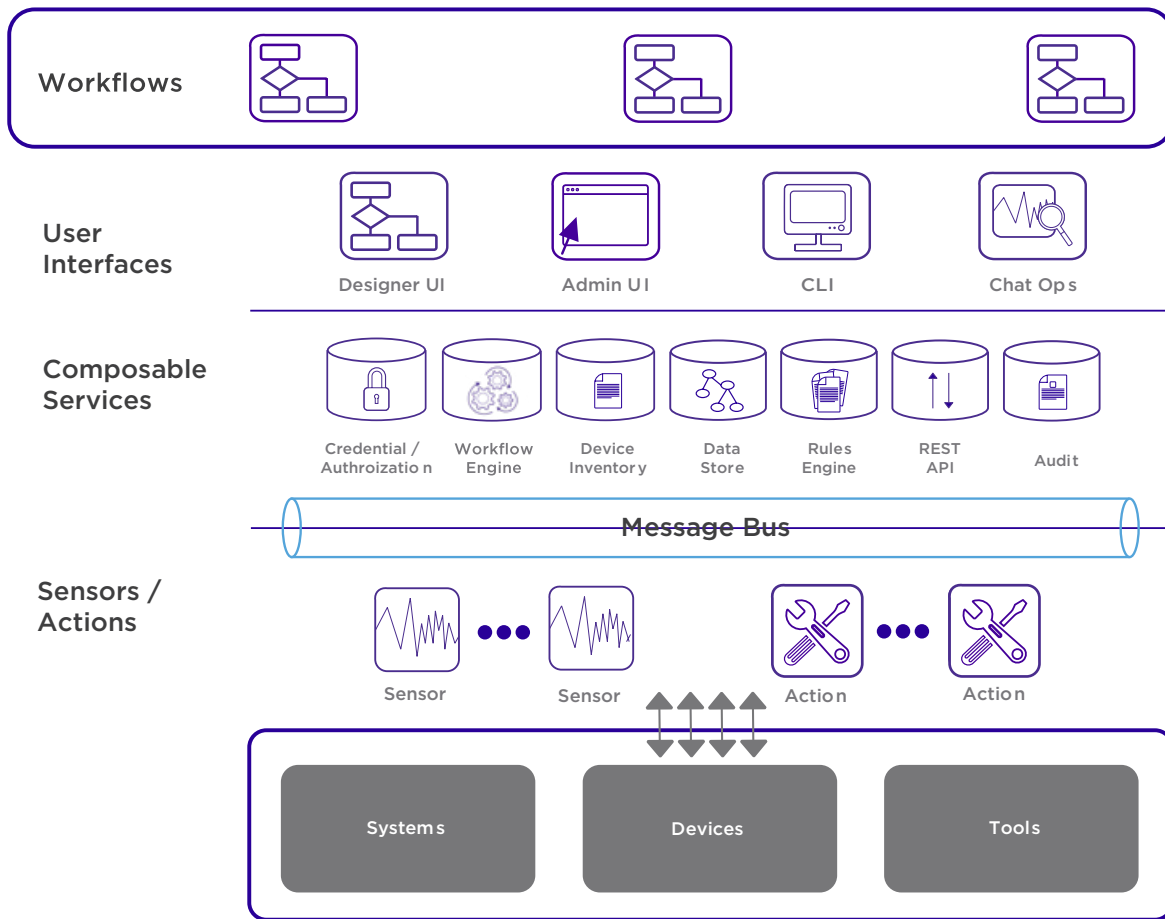 Workflows
User
Interfaces
Designer UI
Admin UI
CLI
Chat Ops
Composable
Services
Credential /
Authroization
Workflow
Engine
Device
Inventory
Data
Store
Rules
Engine
REST
API
Audit
Message Bus
Sensors /
Actions
Sensor
Sensor
Action
Action
Systems
Devices
Tools